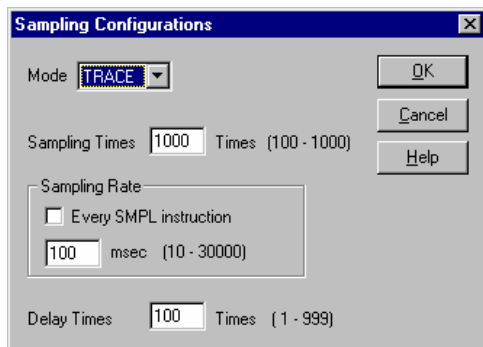 Sampling Configurations
Mode TRACE
OK
Cancel
Sampling Times 1000 Times (100 - 1000)
Help
Sampling Rate
Every SMPL instruction
100 msec (10 - 30000)
Delay Times 100 Times ( 1 - 999)